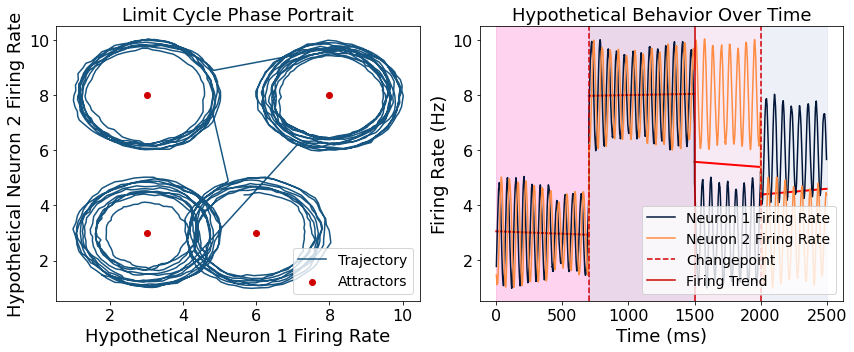 Limit Cycle Phase Portrait
Hypothetical Neuron 2 Firing Rate
10
8
6
4
2
2
4
6
8
10
Hypothetical Neuron 1 Firing Rate
Trajectory
Attractors
Hypothetical Behavior Over Time
Firing Rate (Hz)
10
8
6
4
2
0
500
1000
1500
2000
2500
Time (ms)
Neuron 1 Firing Rate
Neuron 2 Firing Rate
Changepoint
Firing Trend